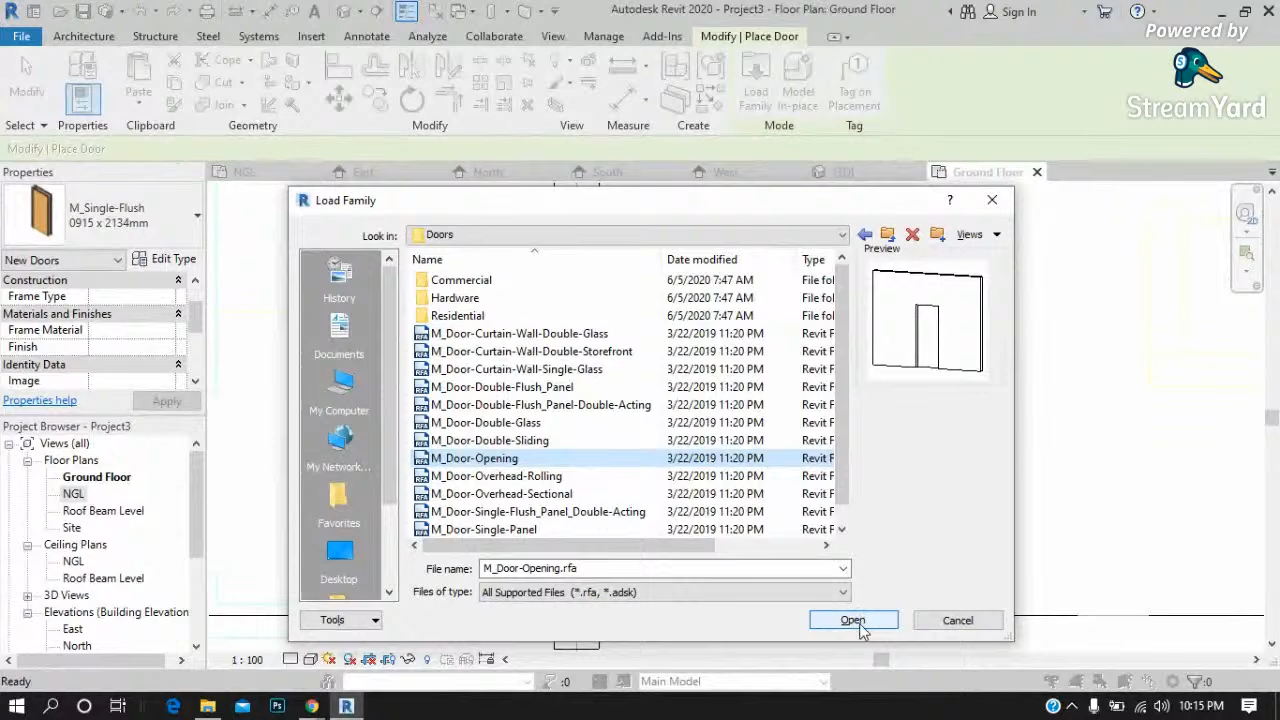 Autodesk Revit 2020 - Project3 - Floor Plan: Ground Floor
Sign In
Powered by
StreamYard
File
Architecture
Structure
Steel
Systems
Insert
Annotate
Analyze
Collaborate
View
Manage
Add-Ins
Modify | Place Door
Modify
Paste
Cope
Cut
Join
Load
Family
Model
In-place
Tag on
Placement
Select
Properties
Clipboard
Geometry
Modify
View
Measure
Create
Mode
Tag
Modify | Place Door
Properties
M_Single-Flush
0915 x 2134mm
New Doors
Edit Type
Construction
Frame Type
Materials and Finishes
Frame Material
Finish
Identity Data
Image
Properties help
Apply
Project Browser - Project3
Views (all)
Floor Plans
Ground Floor
NGL
Roof Beam Level
Site
Ceiling Plans
NGL
Roof Beam Level
3D Views
Elevations (Building Elevation
East
North
NGL
East
North
South
West
{3D}
Ground Floor
Load Family
Look in:
Doors
Views
Preview
History
Documents
My Computer
My Network...
Favorites
Desktop
Name
Date modified
Type
Commercial 6/5/2020 7:47 AM File fol
Hardware 6/5/2020 7:47 AM File fol
Residential 6/5/2020 7:47 AM File fol
M_Door-Curtain-Wall-Double-Glass 3/22/2019 11:20 PM Revit F
M_Door-Curtain-Wall-Double-Storefront 3/22/2019 11:20 PM Revit F
M_Door-Curtain-Wall-Single-Glass 3/22/2019 11:20 PM Revit F
M_Door-Double-Flush_Panel 3/22/2019 11:20 PM Revit F
M_Door-Double-Flush_Panel-Double-Acting 3/22/2019 11:20 PM Revit F
M_Door-Double-Glass 3/22/2019 11:20 PM Revit F
M_Door-Double-Sliding 3/22/2019 11:20 PM Revit F
M_Door-Opening 3/22/2019 11:20 PM Revit F
M_Door-Overhead-Rolling 3/22/2019 11:20 PM Revit F
M_Door-Overhead-Sectional 3/22/2019 11:20 PM Revit F
M_Door-Single-Flush_Panel_Double-Acting 3/22/2019 11:20 PM Revit F
M_Door-Single-Panel 3/22/2019 11:20 PM Revit F
File name:
M_Door-Opening.rfa
Files of type:
All Supported Files (*.rfa, *.adsk)
Tools
Open
Cancel
1 : 100
Ready
:0
Main Model
:0
10:15 PM